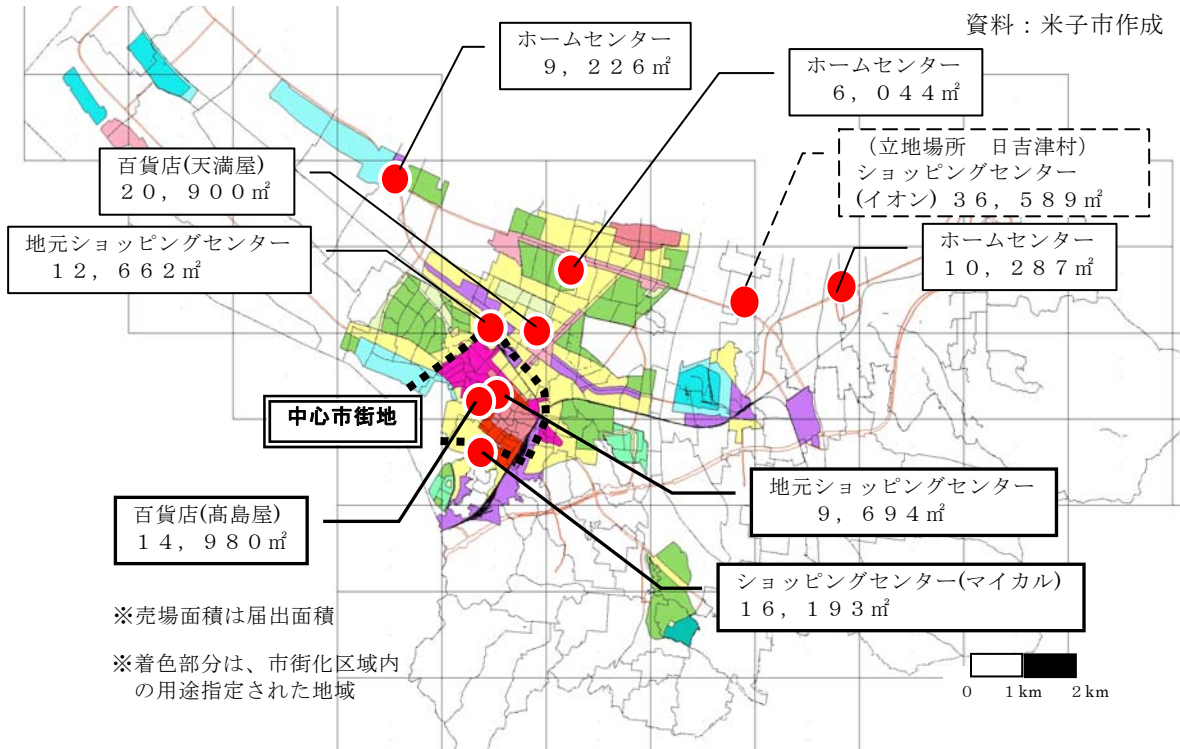 資料：米子市作成
ホームセンター
９，２２６㎡
ホームセンター
６，０４４㎡
（立地場所　日吉津村）
ショッピングセンター
(イオン) ３６，５８９㎡
百貨店(天満屋)
２０，９００㎡
地元ショッピングセンター
１２，６６２㎡
ホームセンター
１０，２８７㎡
中心市街地
百貨店(髙島屋)
１４，９８０㎡
地元ショッピングセンター
９，６９４㎡
ショッピングセンター(マイカル)
１６，１９３㎡
※売場面積は届出面積
※着色部分は、市街化区域内
の用途指定された地域
0　1㎞　2㎞